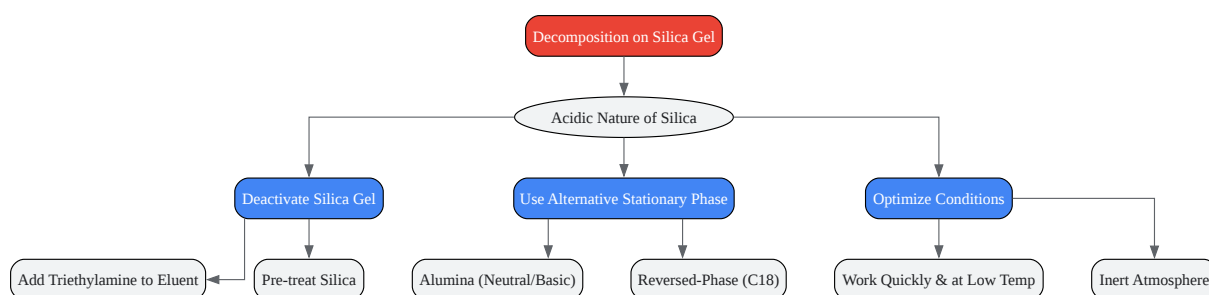 Decomposition on Silica Gel
Acidic Nature of Silica
Deactivate Silica Gel
Use Alternative Stationary Phase
Optimize Conditions
Add Triethylamine to Eluent
Pre-treat Silica
Alumina (Neutral/Basic)
Reversed-Phase (C18)
Work Quickly & at Low Temp
Inert Atmosphere